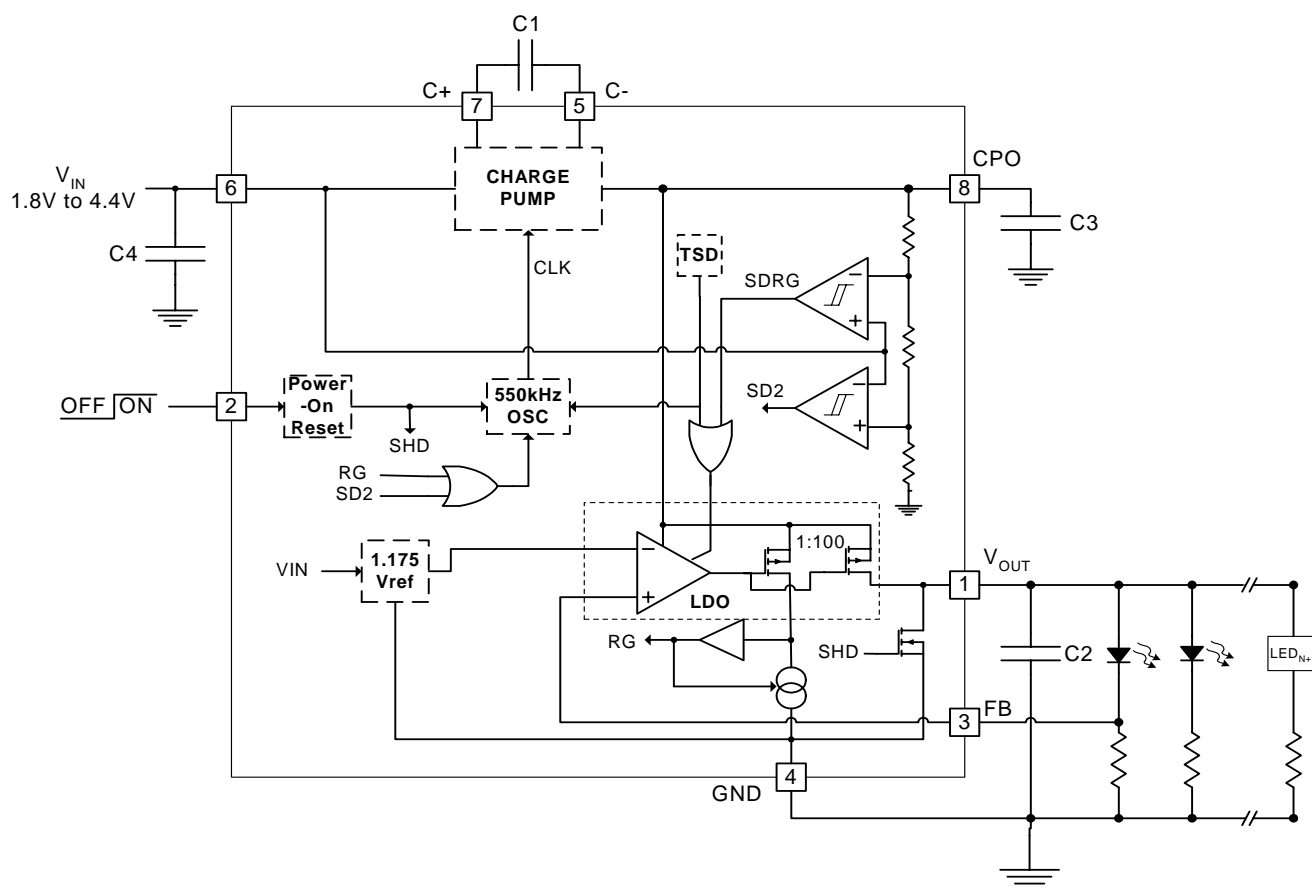 C1
C+
7
5
C-
V_IN
1.8V to 4.4V
6
CHARGE
PUMP
CPO
8
C4
C3
CLK
TSD
SDRG
−
+
OFF ON
2
Power
-On
Reset
550kHz
OSC
SD2
−
+
SHD
RG
SD2
VIN
1.175
Vref
−
+
LDO
1:100
1
V_OUT
RG
SHD
C2
LED_N+
3
FB
4
GND